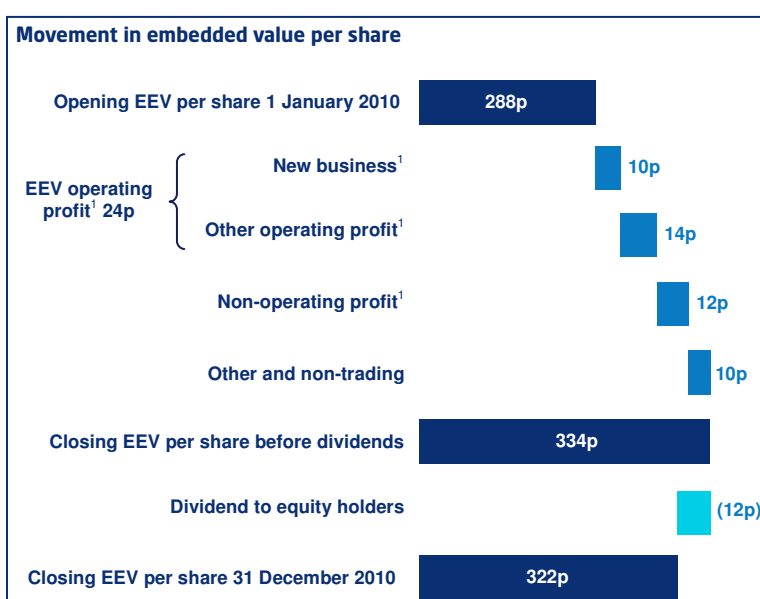 Movement in embedded value per share
Opening EEV per share 1 January 2010
288p
New business¹
10p
EEV operating
profit¹ 24p
Other operating profit¹
14p
Non-operating profit¹
12p
Other and non-trading
10p
Closing EEV per share before dividends
334p
Dividend to equity holders
(12p)
Closing EEV per share 31 December 2010
322p